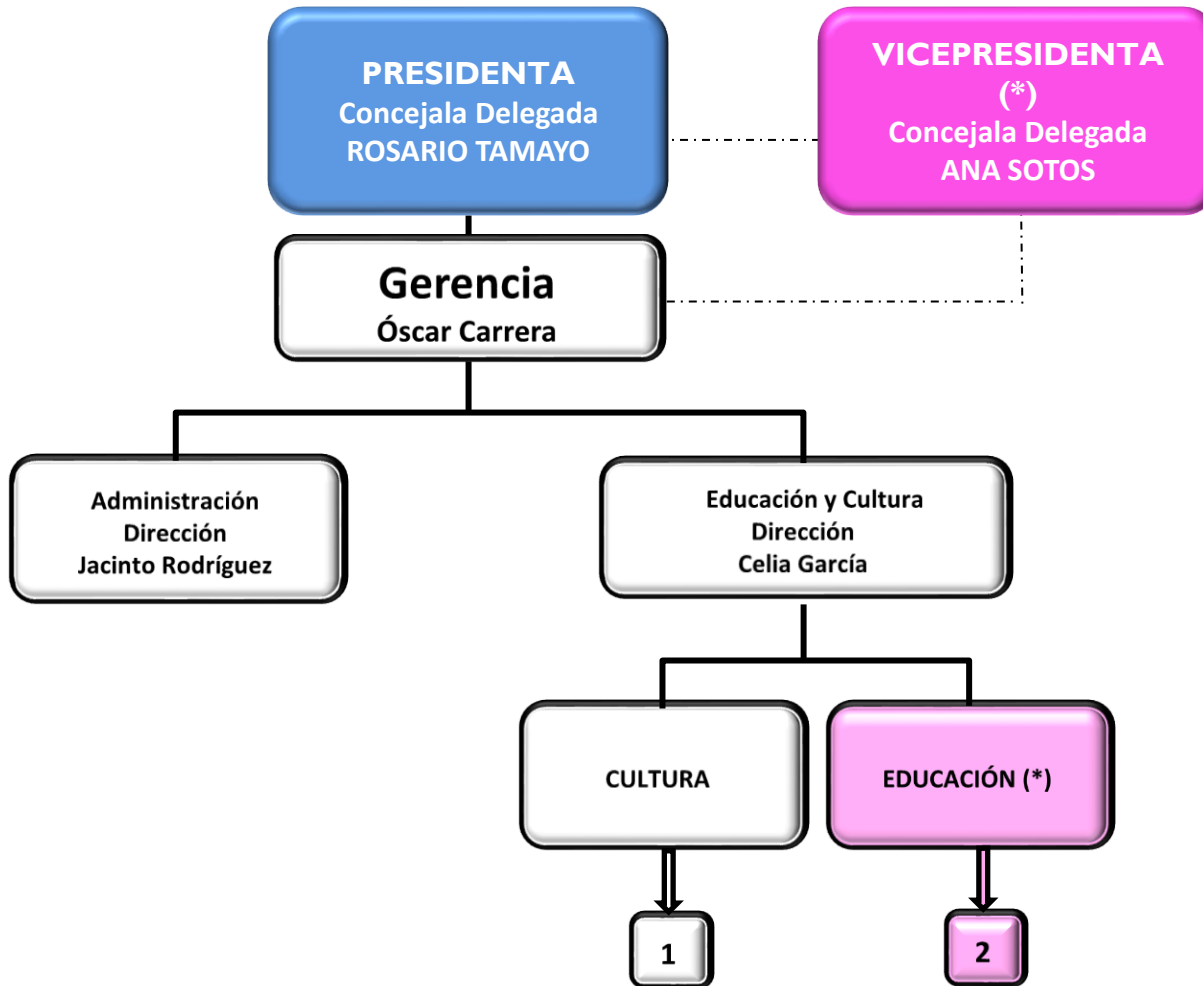 PRESIDENTA
Concejala Delegada
ROSARIO TAMAYO
VICEPRESIDENTA
(*)
Concejala Delegada
ANA SOTOS
Gerencia
Óscar Carrera
Administración
Dirección
Jacinto Rodríguez
Educación y Cultura
Dirección
Celia García
CULTURA
EDUCACIÓN (*)
1
2